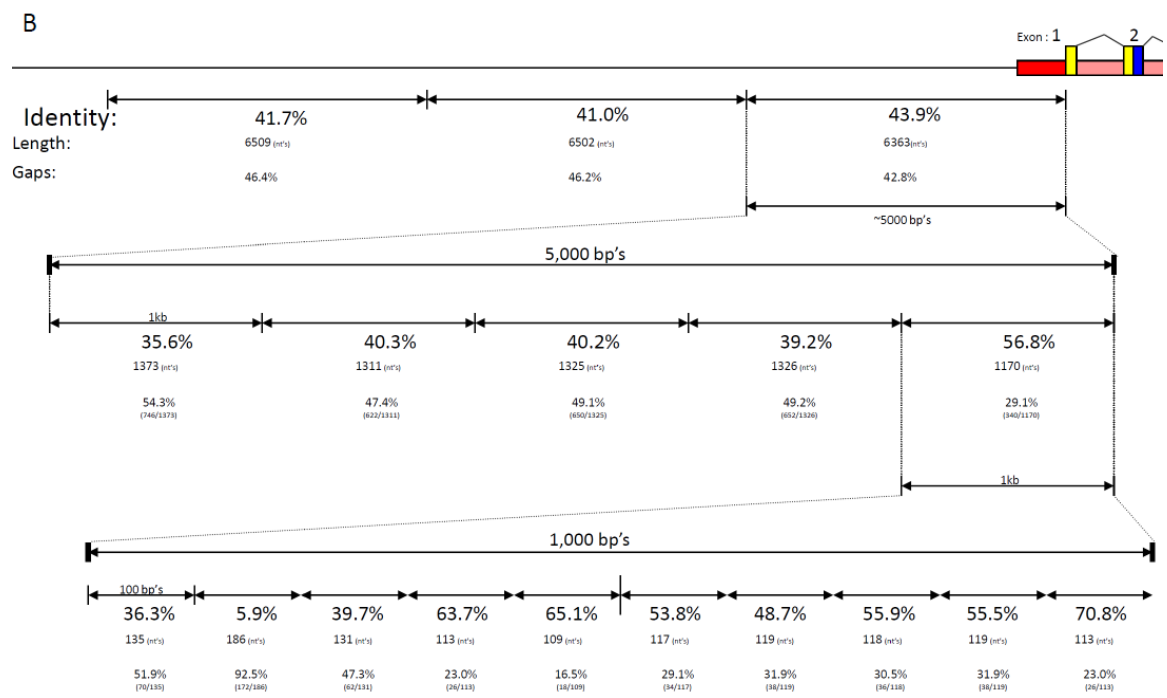 B
Exon : 1 2
Identity: 41.7% 41.0% 43.9%
Length: 6509 (nt's) 6502 (nt's) 6363(nt's)
Gaps: 46.4% 46.2% 42.8%
~5000 bp's
5,000 bp's
1kb
35.6% 40.3% 40.2% 39.2% 56.8%
1373 (nt's) 1311 (nt's) 1325 (nt's) 1326 (nt's) 1170 (nt's)
54.3% 47.4% 49.1% 49.2% 29.1%
(746/1373) (622/1311) (650/1325) (652/1326) (340/1170)
1kb
1,000 bp's
100 bp's
36.3% 5.9% 39.7% 63.7% 65.1% 53.8% 48.7% 55.9% 55.5% 70.8%
135 (nt's) 186 (nt's) 131 (nt's) 113 (nt's) 109 (nt's) 117 (nt's) 119 (nt's) 118 (nt's) 119 (nt's) 113 (nt's)
51.9% 92.5% 47.3% 23.0% 16.5% 29.1% 31.9% 30.5% 31.9% 23.0%
(70/135) (172/186) (62/131) (26/113) (18/109) (34/117) (38/119) (36/118) (38/119) (26/113)